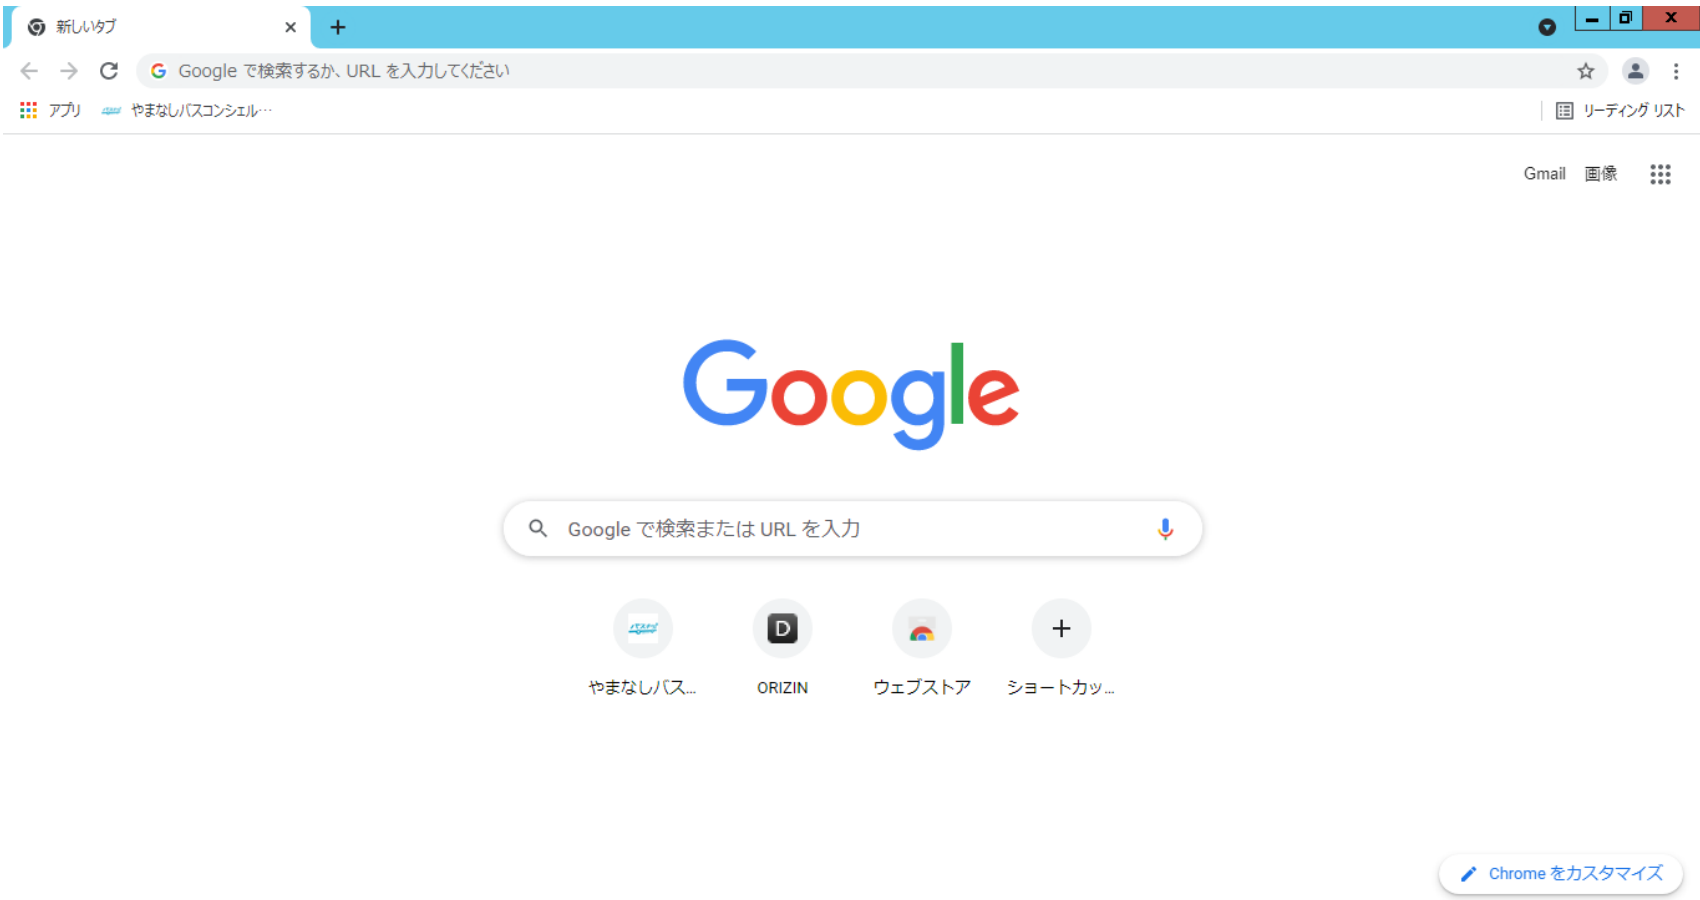 新しいタブ
Google で検索するか、URL を入力してください
アプリ やまなしバスコンシェル…
リーディング リスト
Gmail 画像
Google
Google で検索または URL を入力
D
やまなしバス... ORIZIN ウェブストア ショートカッ...
Chrome をカスタマイズ